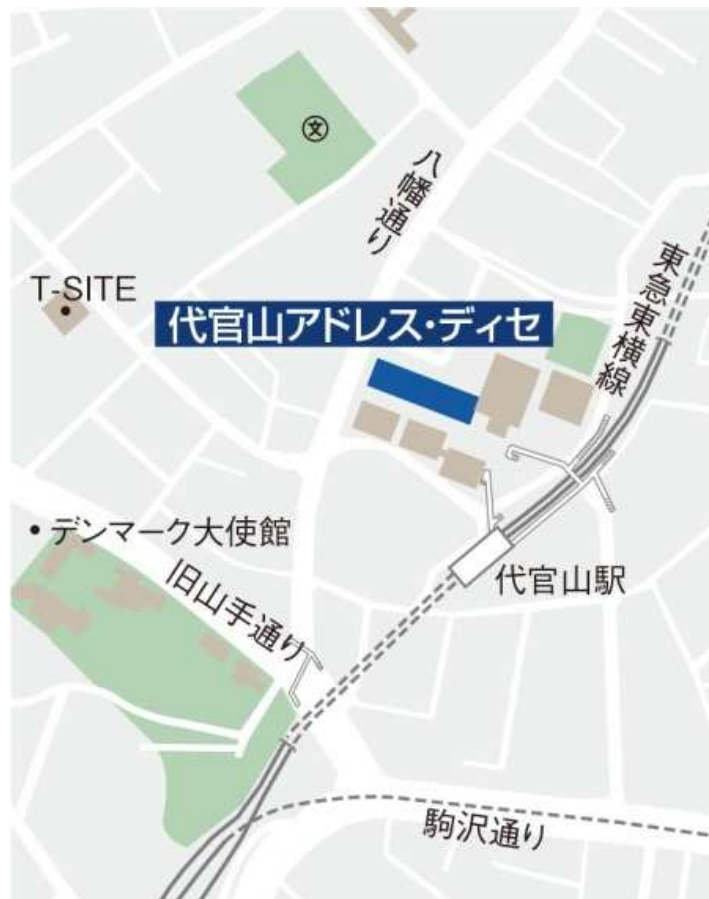 文
八幡通り
東急東横線
T-SITE
代官山アドレス・ディセ
デンマーク大使館
旧山手通り
代官山駅
駒沢通り